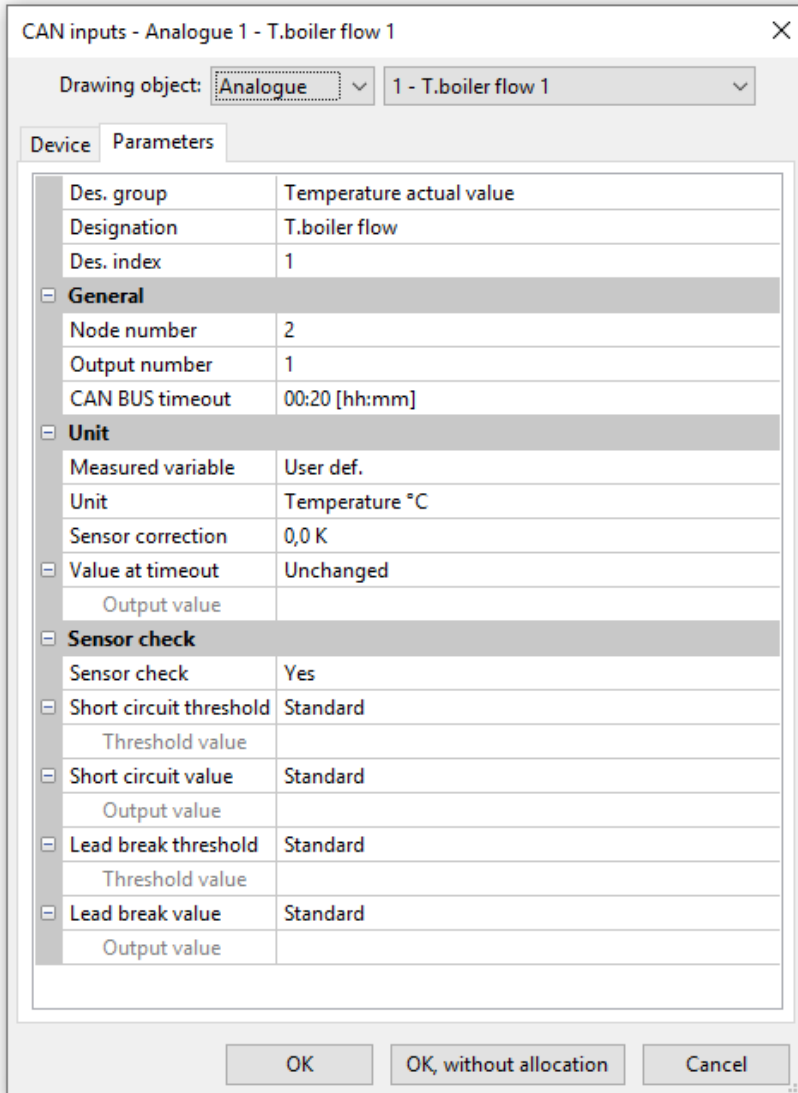 CAN inputs - Analogue 1 - T.boiler flow 1
Drawing object: Analogue 1 - T.boiler flow 1
Device Parameters
Des. group Temperature actual value
Designation T.boiler flow
Des. index 1
General
Node number 2
Output number 1
CAN BUS timeout 00:20 [hh:mm]
Unit
Measured variable User def.
Unit Temperature °C
Sensor correction 0,0 K
Value at timeout Unchanged
Output value
Sensor check
Sensor check Yes
Short circuit threshold Standard
Threshold value
Short circuit value Standard
Output value
Lead break threshold Standard
Threshold value
Lead break value Standard
Output value
OK OK, without allocation Cancel